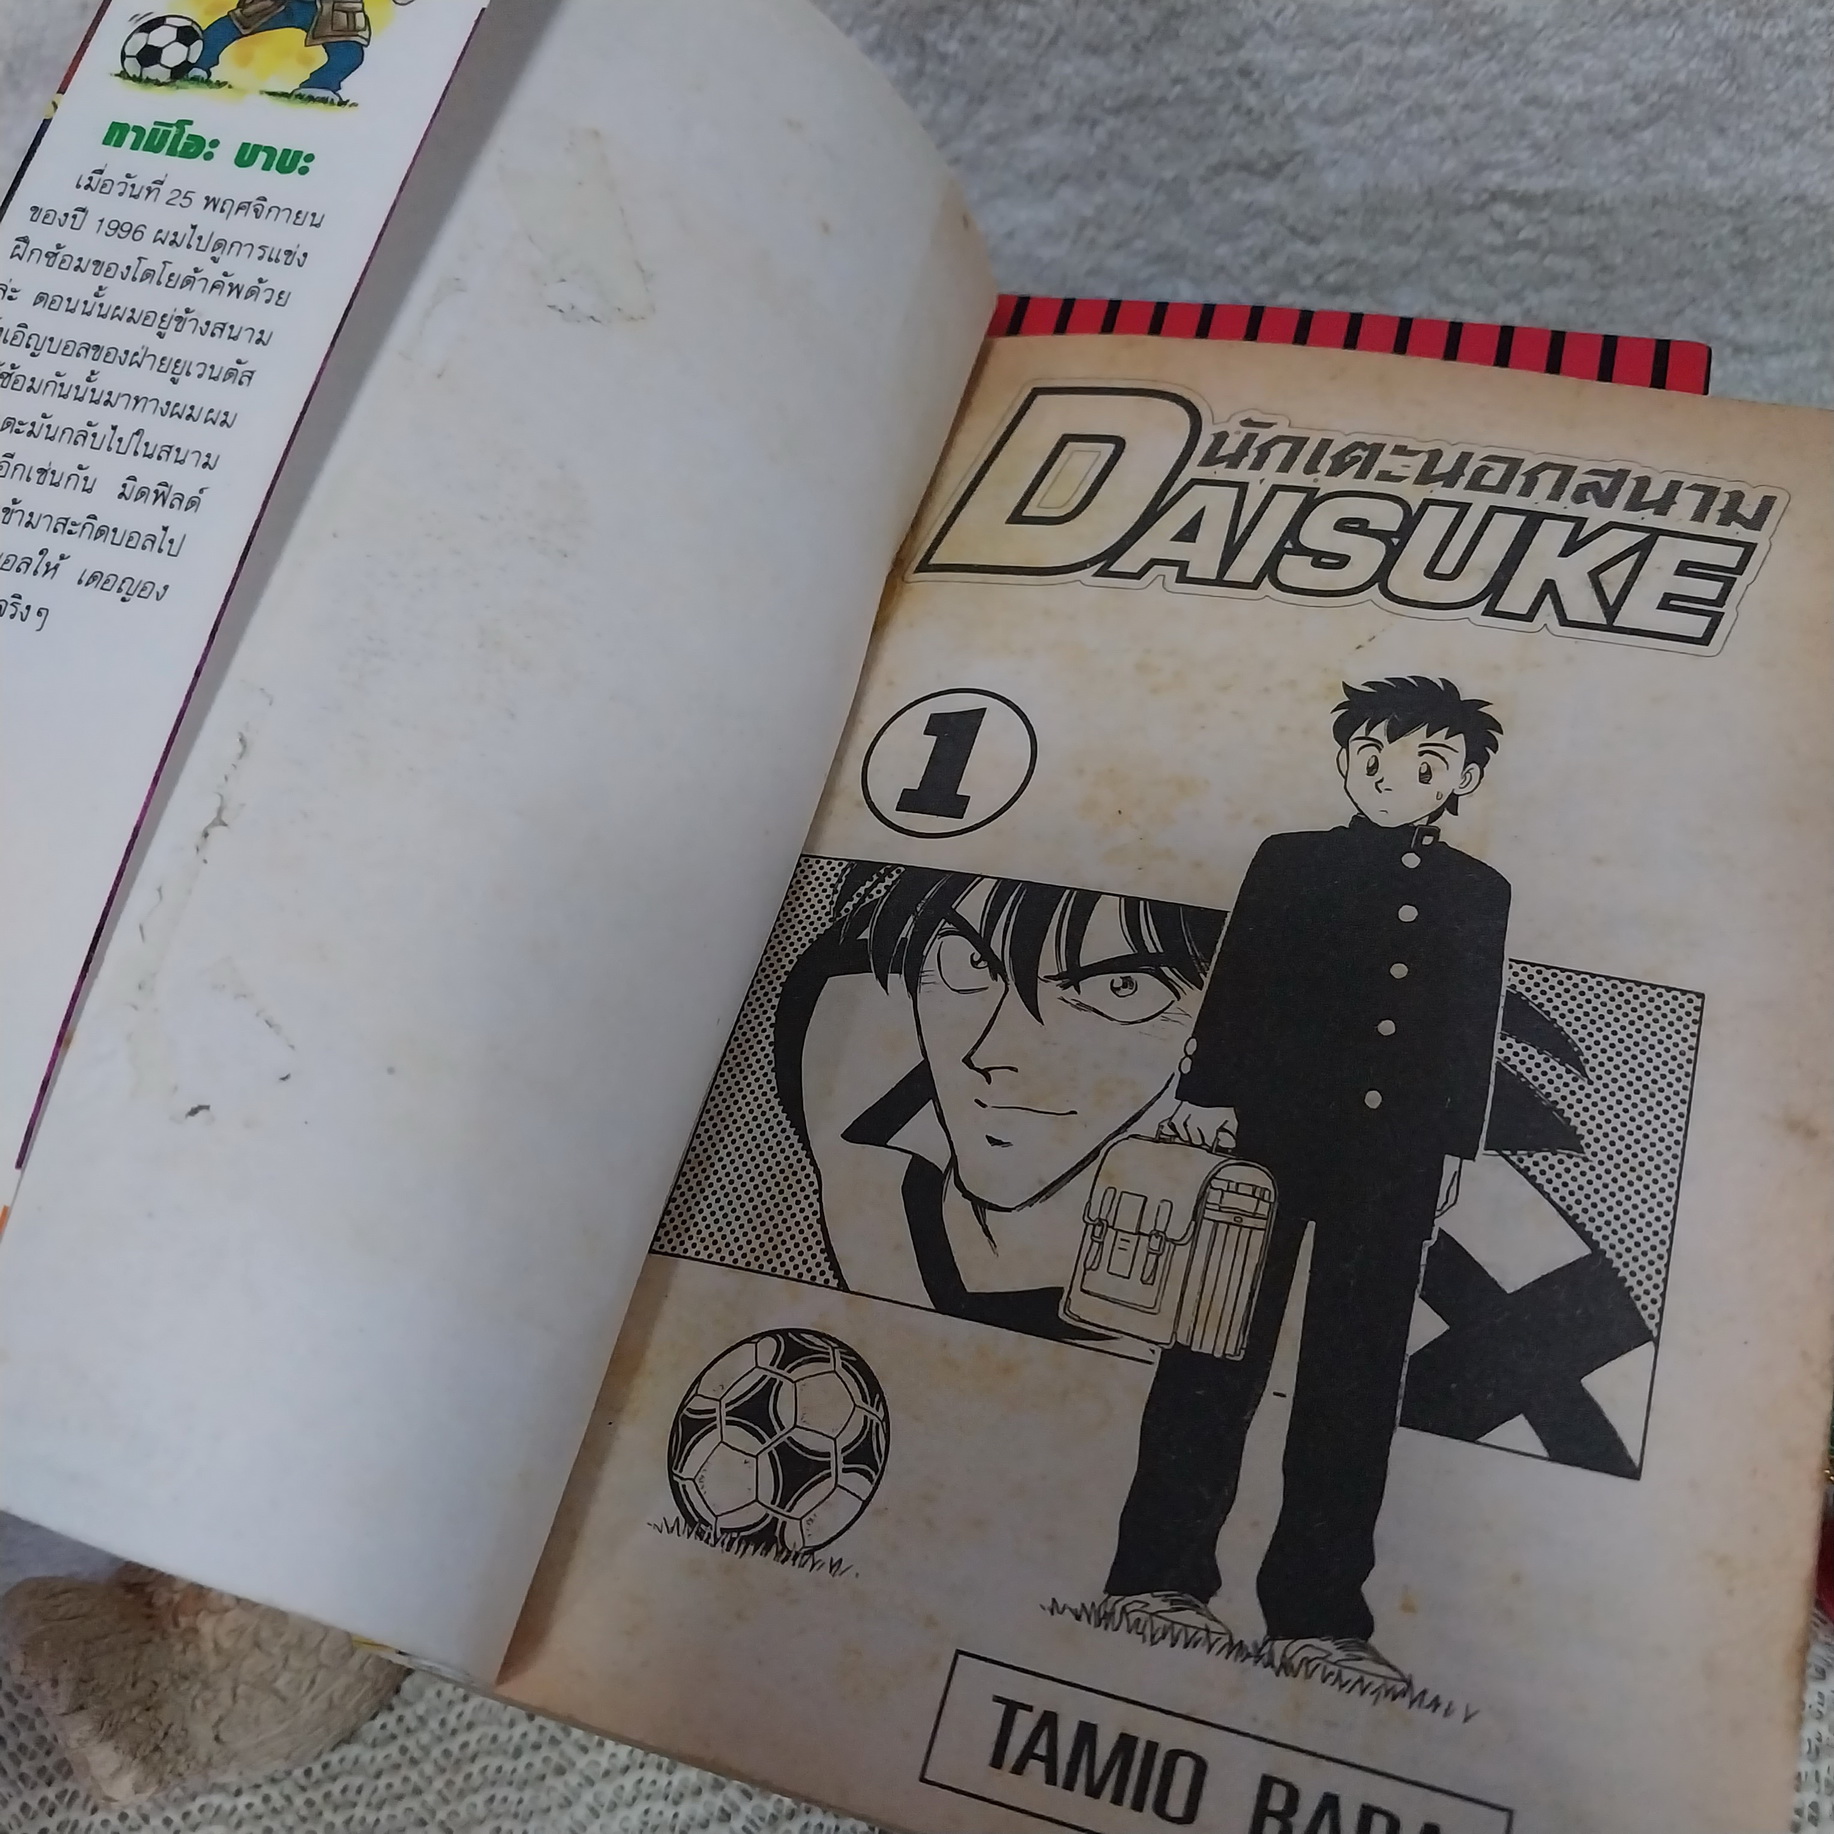 ทามิโอะ บาบะ
เมื่อวันที่ 25 พฤศจิกายน
ของปี 1996 ผมไปดูการแข่ง
ฝึกซ้อมของโตโยต้าคัพด้วย
ล่ะ ตอนนั้นผมอยู่ข้างสนาม
บังเอิญบอลของฝ่ายยูเวนตัส
ซ้อมกันนั้นมาทางผมผม
เตะมันกลับไปในสนาม
อีกเช่นกัน มิดฟิลด์
เข้ามาสะกิดบอลไป
บอลให้ เดอญอง
จริงๆ
นักเตะนอกสนาม
DAISUKE
1
TAMIO BABA